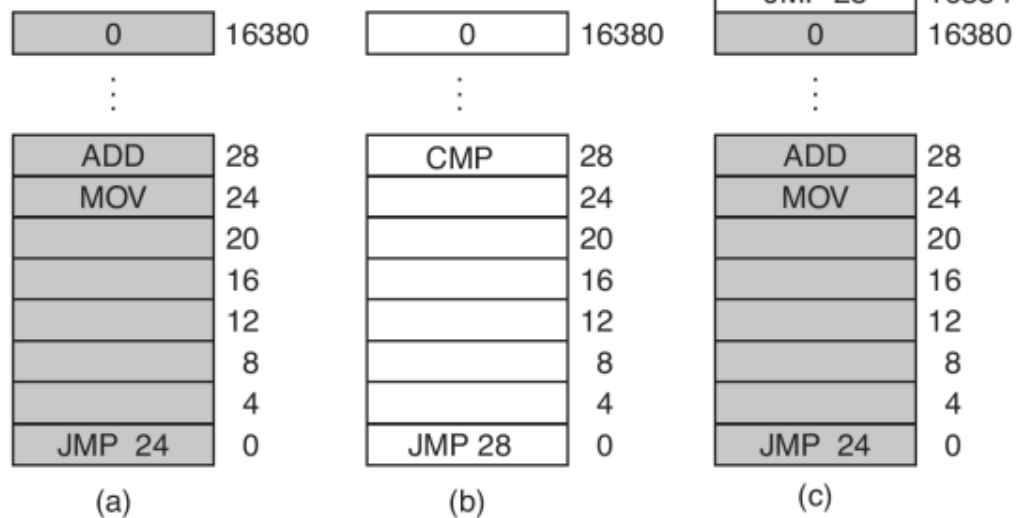 0 16380 0 16380 0 16380
ADD 28 CMP 28 ADD 28
MOV 24 24 MOV 24
20 20 20
16 16 16
12 12 12
8 8 8
4 4 4
JMP 24 0 JMP 28 0 JMP 24 0
(a) (b) (c)